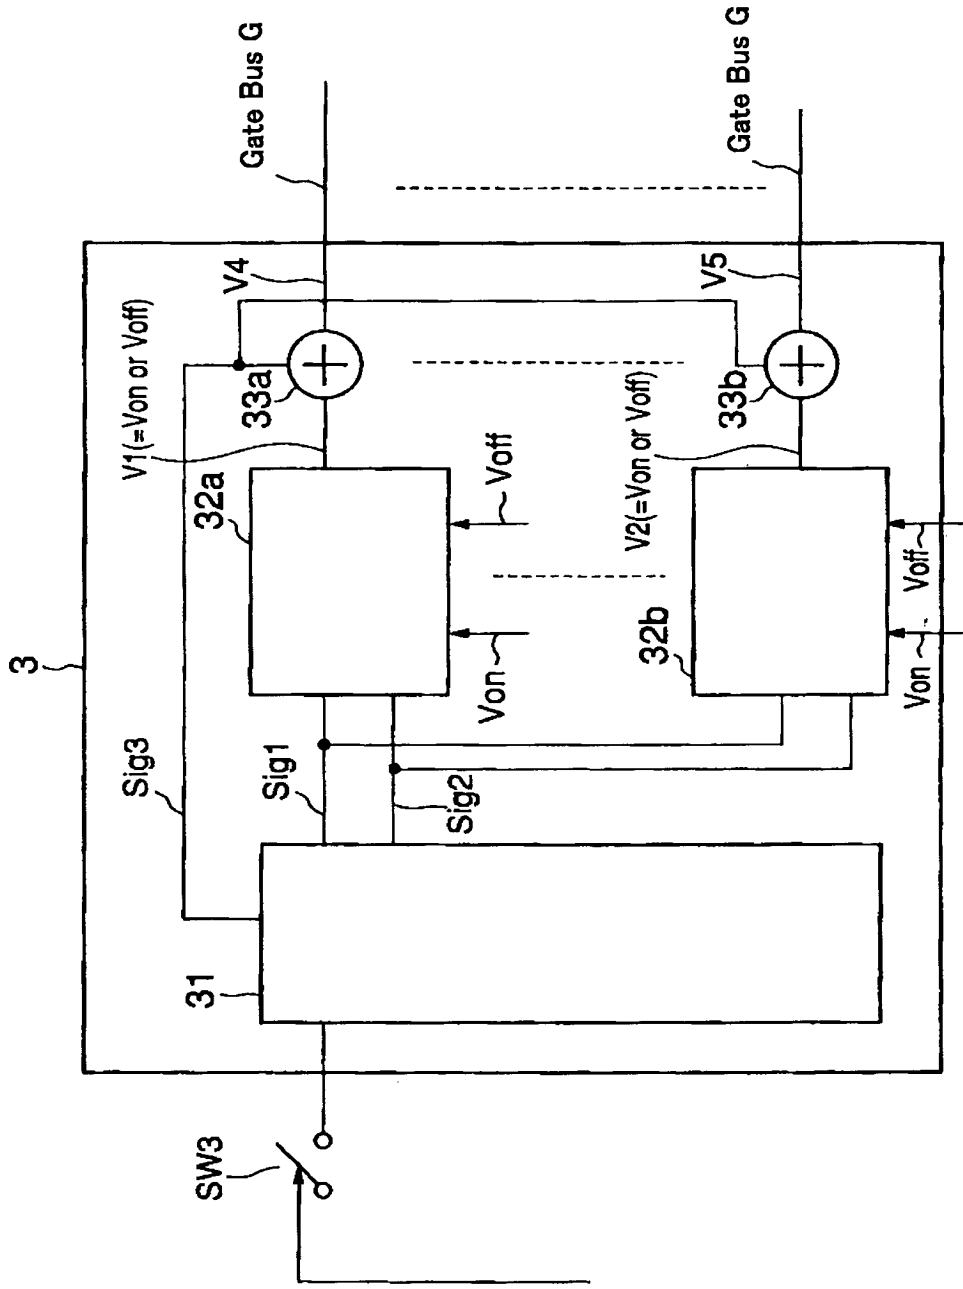 3
SW3
31
Sig3
Sig1
Sig2
32a
Von
Voff
V1(=Von or Voff)
33a
V4
Gate Bus G
32b
Von
Voff
V2(=Von or Voff)
33b
V5
Gate Bus G